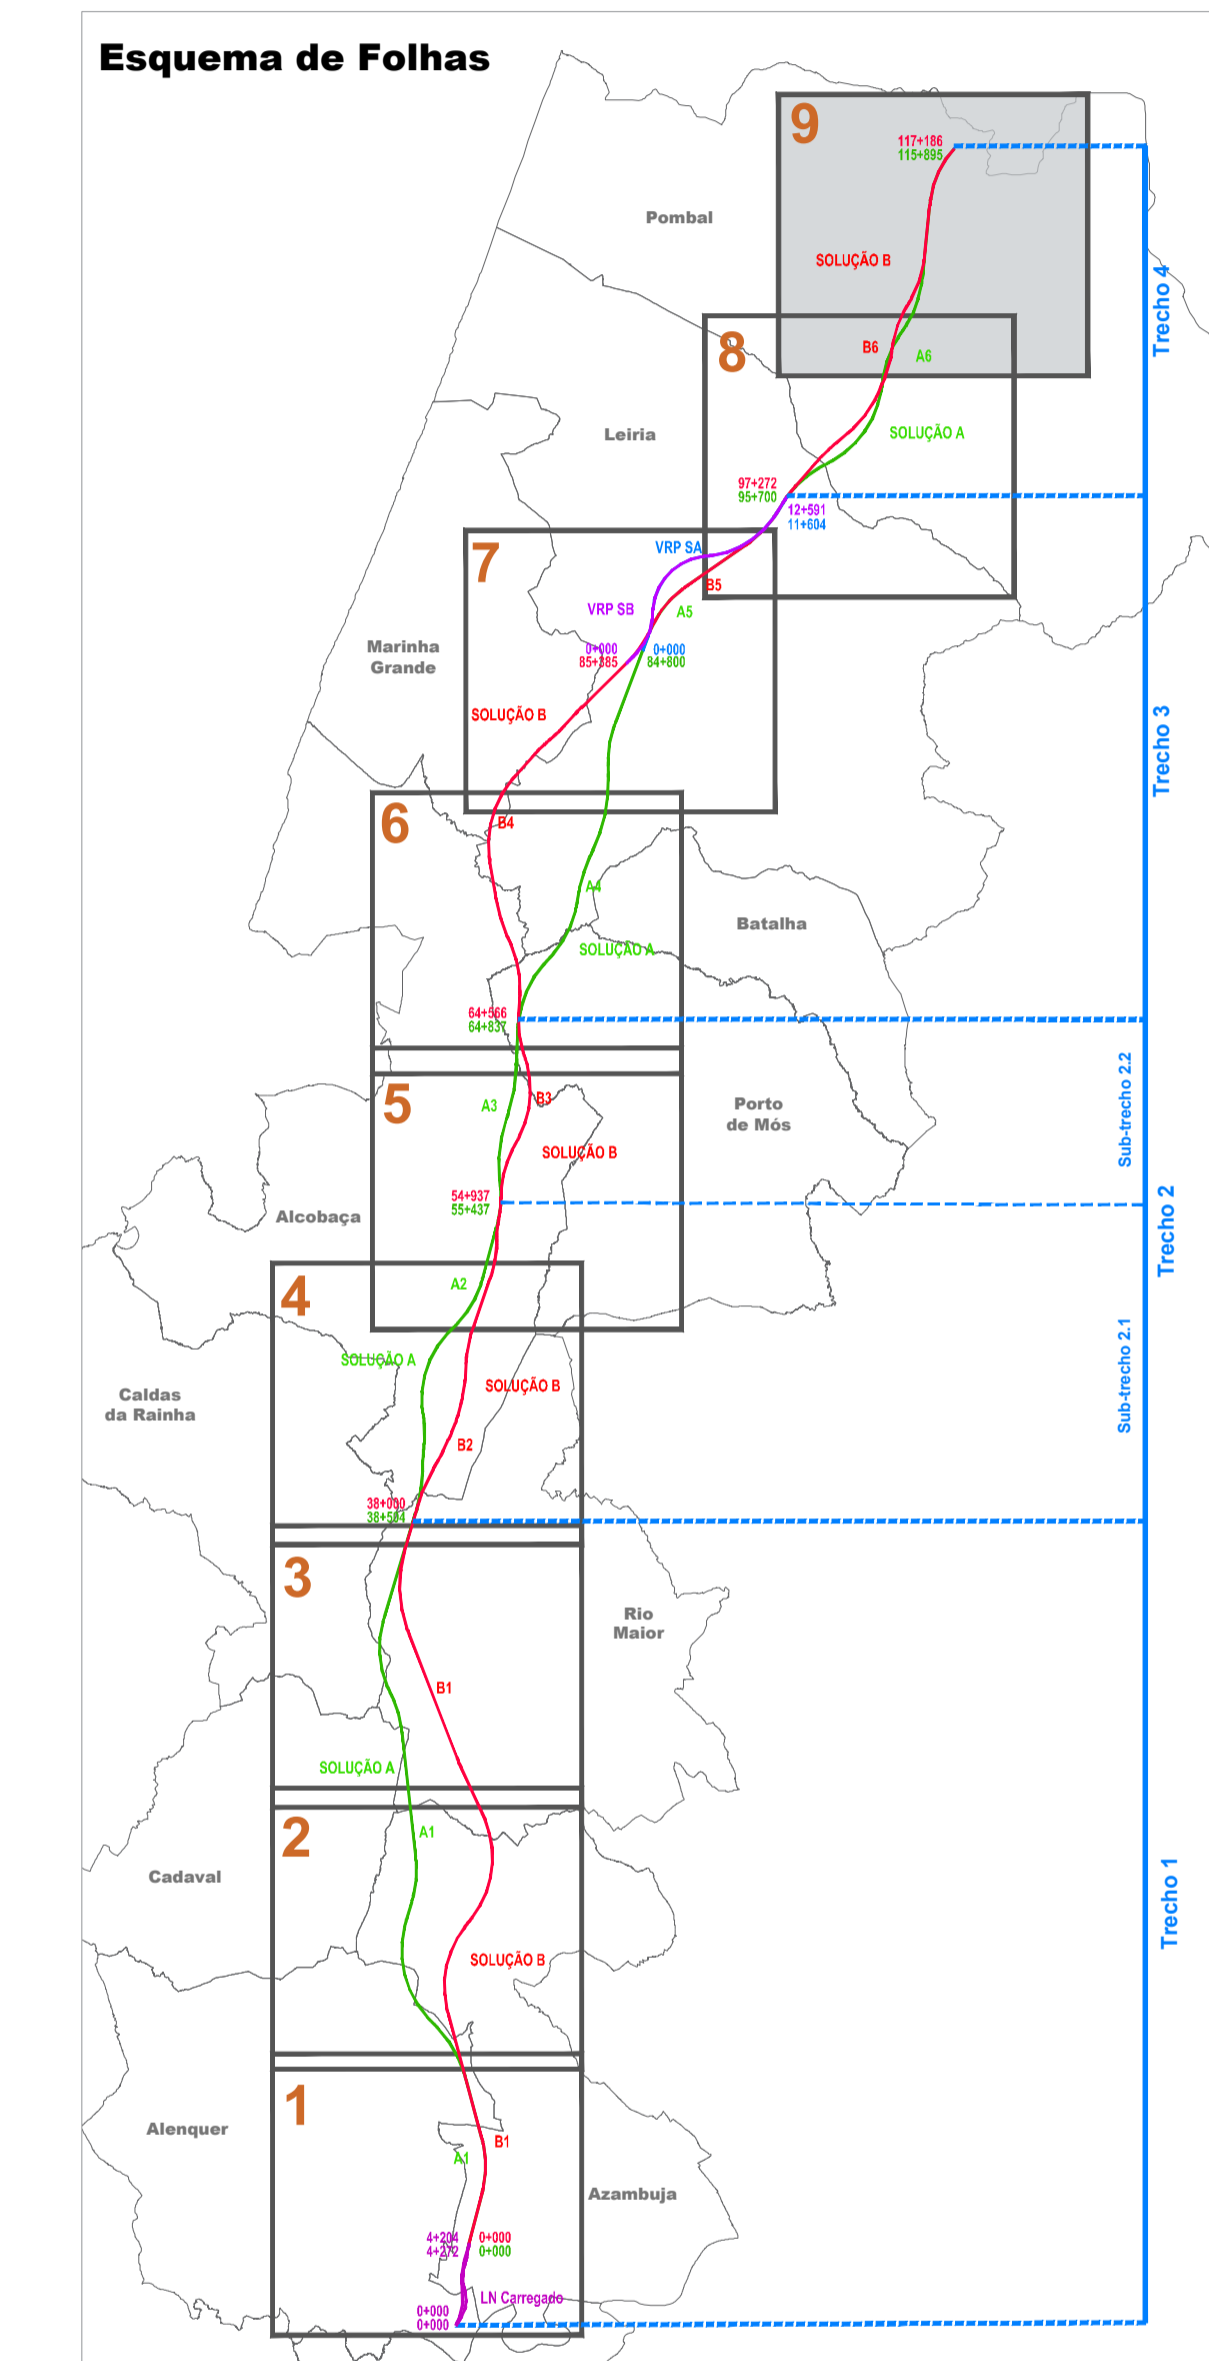 Esquema de Folhas
9
117+186
115+895
Pombal
SOLUÇÃO B
Trecho 4
8
B6
A6
Leiria
SOLUÇÃO A
97+272
95+700
12+591
11+604
7
VRP SA
B5
VRP SB
A5
Marinha
Grande
0+000
85+385
0+000
84+800
SOLUÇÃO B
Trecho 3
6
B4
A4
Batalha
SOLUÇÃO A
64+566
64+837
5
A3
B3
Porto
de Mós
Sub-trecho 2.2
SOLUÇÃO B
54+937
55+437
Alcobaça
Trecho 2
A2
4
SOLUÇÃO A
SOLUÇÃO B
Caldas
da Rainha
Sub-trecho 2.1
B2
38+000
38+504
3
Rio
Maior
B1
SOLUÇÃO A
2
A1
Cadaval
Trecho 1
SOLUÇÃO B
1
Alenquer
B1
A1
Azambuja
4+204
4+272
0+000
0+000
LN Carregado
0+000
0+000